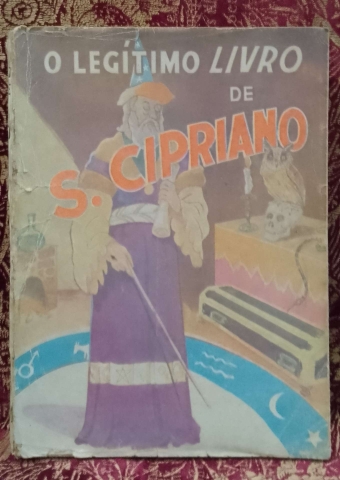 O LEGÍTIMO LIVRO
DE
S. CIPRIANO